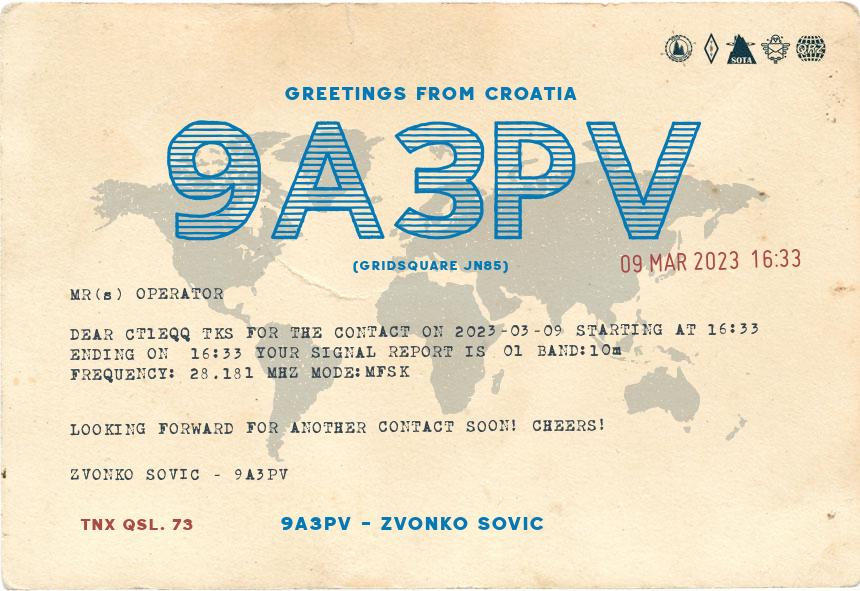 SOTA
QRZ
GREETINGS FROM CROATIA
9A3PV
(GRIDSQUARE JN85)
09 MAR 2023 16:33
MR(s) OPERATOR
DEAR CT1EQQ TKS FOR THE CONTACT ON 2023-03-09 STARTING AT 16:33
ENDING ON 16:33 YOUR SIGNAL REPORT IS 01 BAND:10m
FREQUENCY: 28.181 MHZ MODE:MFSK
LOOKING FORWARD FOR ANOTHER CONTACT SOON! CHEERS!
ZVONKO SOVIC - 9A3PV
TNX QSL. 73
9A3PV - ZVONKO SOVIC